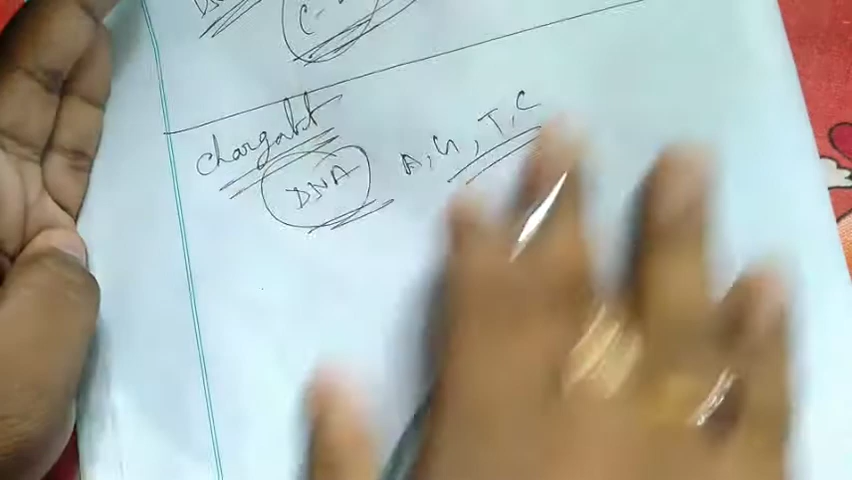 C-
Chargaff
DNA A, G, T, C